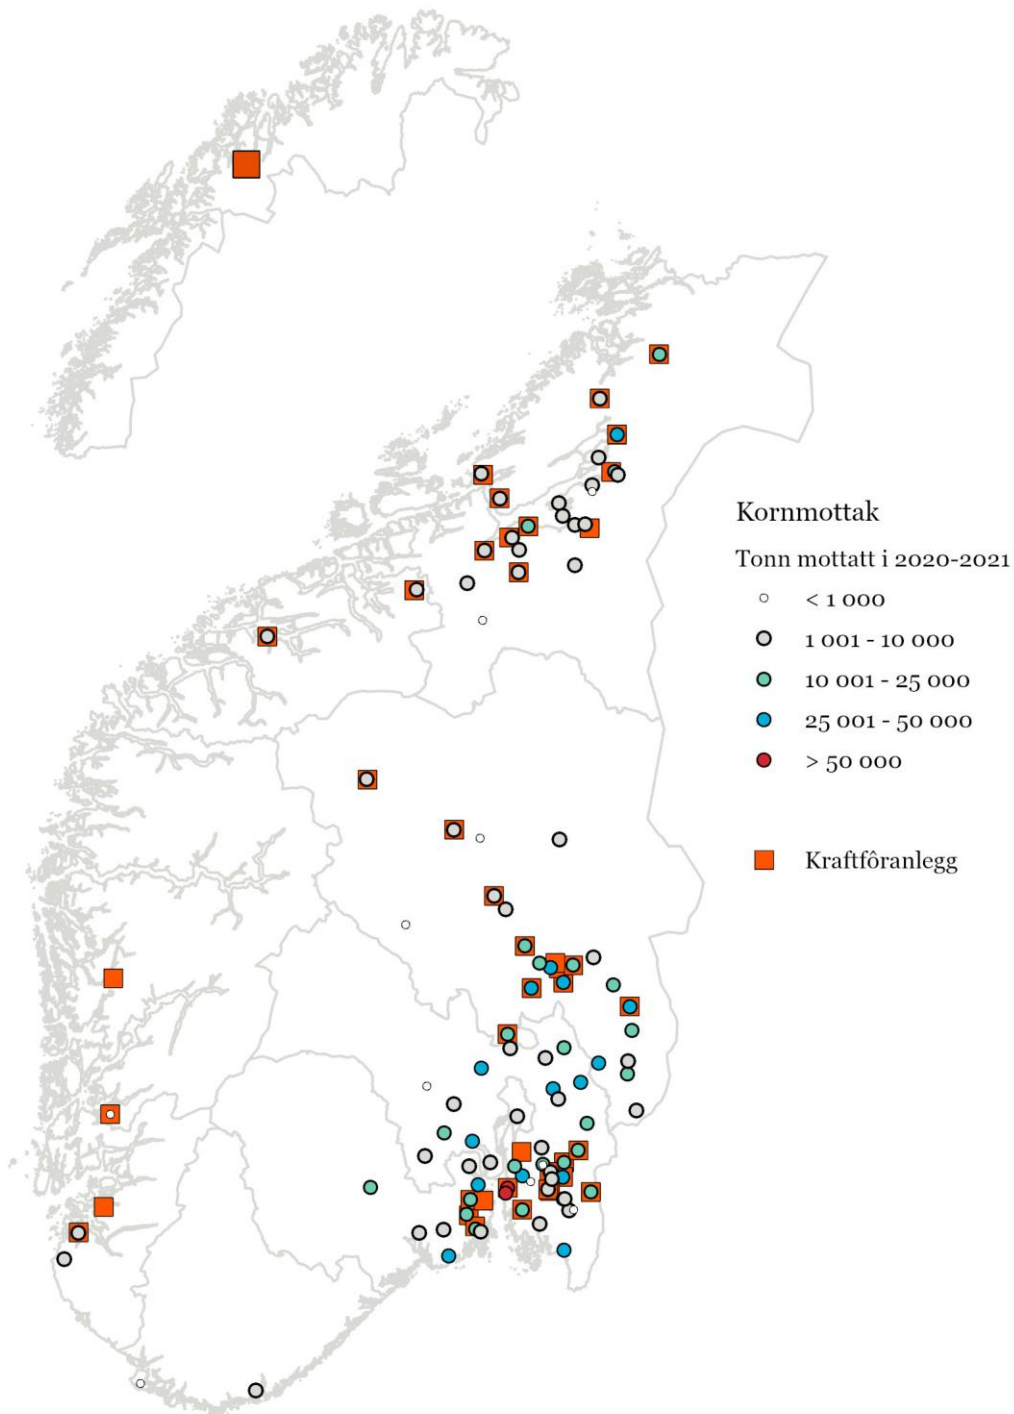 Kornmottak
Tonn mottatt i 2020-2021
< 1 000
1 001 - 10 000
10 001 - 25 000
25 001 - 50 000
> 50 000
Kraftfôranlegg